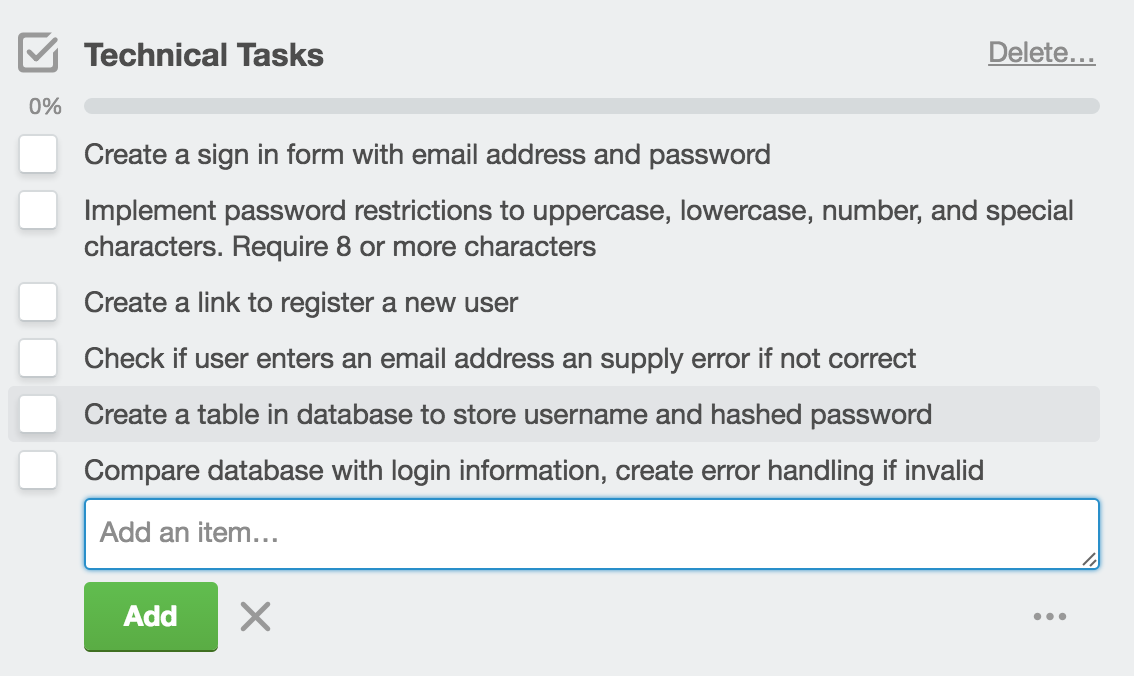 Technical Tasks
Delete…
0%
Create a sign in form with email address and password
Implement password restrictions to uppercase, lowercase, number, and special
characters. Require 8 or more characters
Create a link to register a new user
Check if user enters an email address an supply error if not correct
Create a table in database to store username and hashed password
Compare database with login information, create error handling if invalid
Add an item…
Add